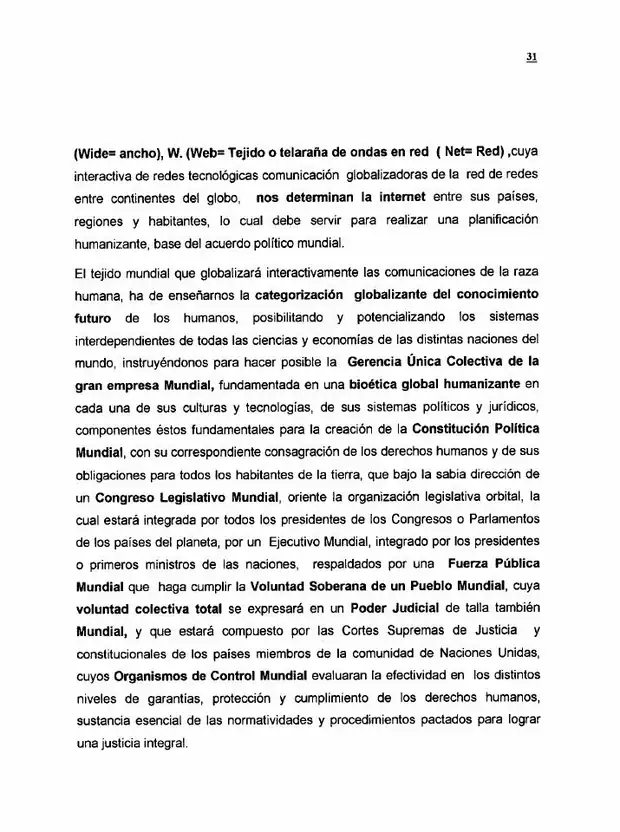 31
(Wide= ancho), W. (Web= Tejido o telaraña de ondas en red ( Net= Red) ,cuya
interactiva de redes tecnológicas comunicación globalizadoras de la red de redes
entre continentes del globo, nos determinan la internet entre sus países,
regiones y habitantes, lo cual debe servir para realizar una planificación
humanizante, base del acuerdo político mundial.
El tejido mundial que globalizará interactivamente las comunicaciones de la raza
humana, ha de enseñarnos la categorización globalizante del conocimiento
futuro de los humanos, posibilitando y potencializando los sistemas
interdependientes de todas las ciencias y economías de las distintas naciones del
mundo, instruyéndonos para hacer posible la Gerencia Única Colectiva de la
gran empresa Mundial, fundamentada en una bioética global humanizante en
cada una de sus culturas y tecnologías, de sus sistemas políticos y jurídicos,
componentes éstos fundamentales para la creación de la Constitución Política
Mundial, con su correspondiente consagración de los derechos humanos y de sus
obligaciones para todos los habitantes de la tierra, que bajo la sabia dirección de
un Congreso Legislativo Mundial, oriente la organización legislativa orbital, la
cual estará integrada por todos los presidentes de los Congresos o Parlamentos
de los países del planeta, por un Ejecutivo Mundial, integrado por los presidentes
o primeros ministros de las naciones, respaldados por una Fuerza Pública
Mundial que haga cumplir la Voluntad Soberana de un Pueblo Mundial, cuya
voluntad colectiva total se expresará en un Poder Judicial de talla también
Mundial, y que estará compuesto por las Cortes Supremas de Justicia y
constitucionales de los países miembros de la comunidad de Naciones Unidas,
cuyos Organismos de Control Mundial evaluaran la efectividad en los distintos
niveles de garantías, protección y cumplimiento de los derechos humanos,
sustancia esencial de las normatividades y procedimientos pactados para lograr
una justicia integral.